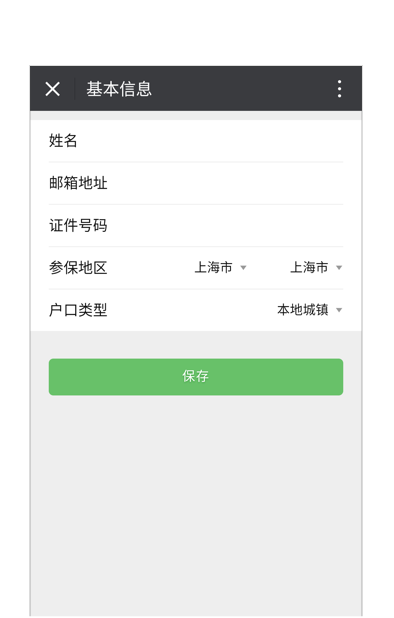 基本信息
姓名
邮箱地址
证件号码
参保地区 上海市 上海市
户口类型 本地城镇
保存